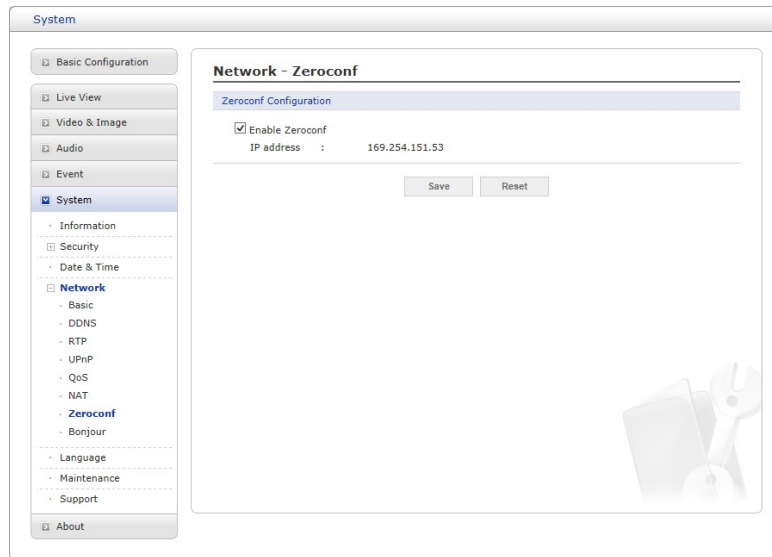 System
Basic Configuration
Live View
Video & Image
Audio
Event
System
· Information
Security
· Date & Time
Network
· Basic
· DDNS
· RTP
· UPnP
· QoS
· NAT
· Zeroconf
· Bonjour
· Language
· Maintenance
· Support
About
Network - Zeroconf
Zeroconf Configuration
Enable Zeroconf
IP address : 169.254.151.53
Save Reset